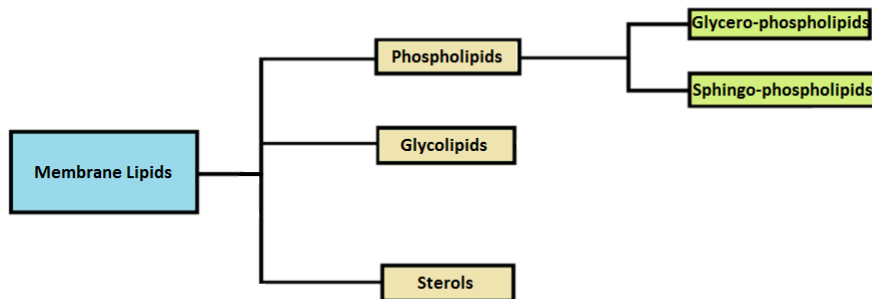 Glycero-phospholipids
Phospholipids
Sphingo-phospholipids
Glycolipids
Membrane Lipids
Sterols